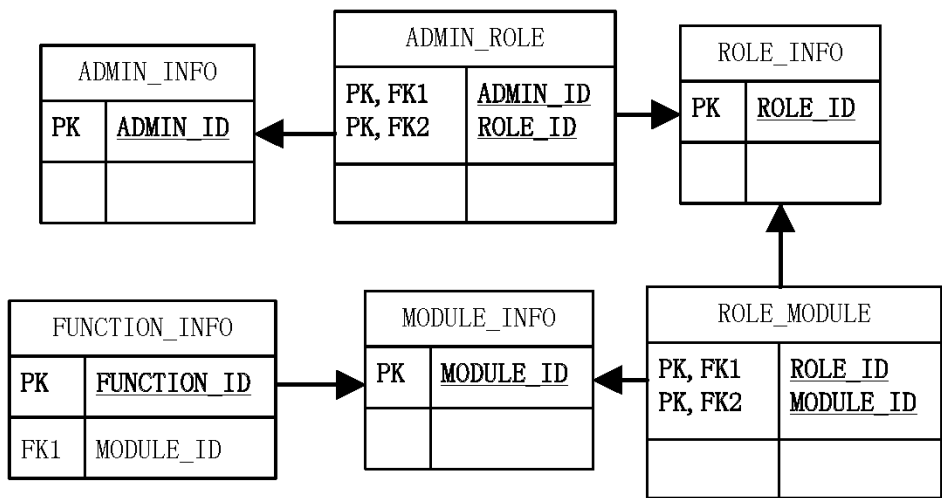 ADMIN_INFO
PK ADMIN_ID
ADMIN_ROLE
PK, FK1 ADMIN_ID
PK, FK2 ROLE_ID
ROLE_INFO
PK ROLE_ID
FUNCTION_INFO
PK FUNCTION_ID
FK1 MODULE_ID
MODULE_INFO
PK MODULE_ID
ROLE_MODULE
PK, FK1 ROLE_ID
PK, FK2 MODULE_ID